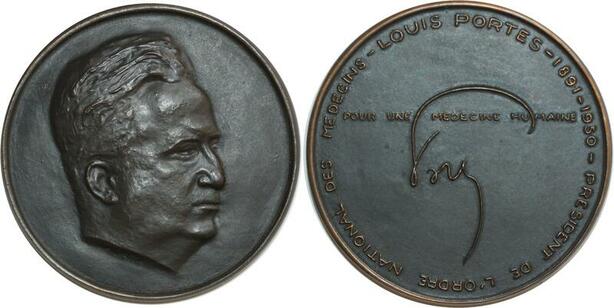 LOUIS PORTES - 1891-1950 - PRESIDENT DE L'ORDRE NATIONAL DES MEDECINS -
POUR UNE MEDECINE HUMAINE